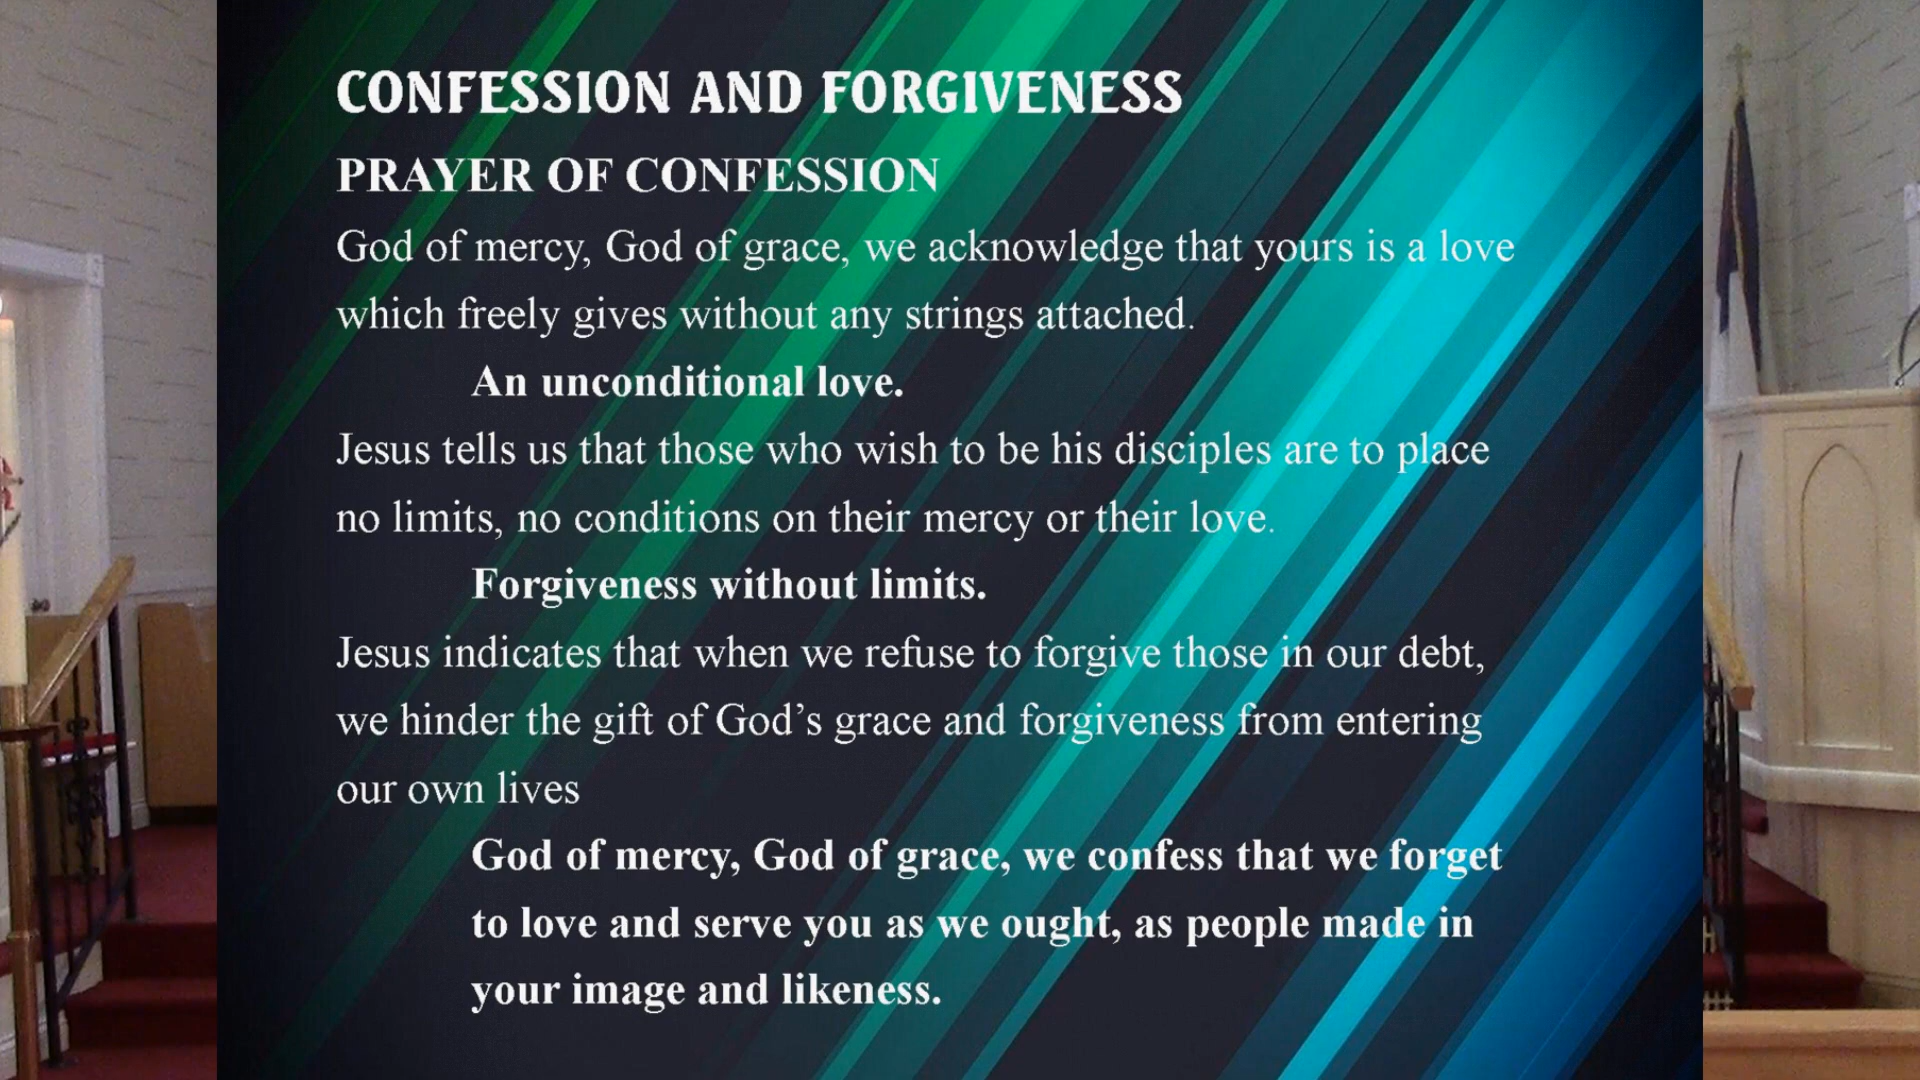 CONFESSION AND FORGIVENESS
PRAYER OF CONFESSION
God of mercy, God of grace, we acknowledge that yours is a love
which freely gives without any strings attached.
An unconditional love.
Jesus tells us that those who wish to be his disciples are to place
no limits, no conditions on their mercy or their love.
Forgiveness without limits.
Jesus indicates that when we refuse to forgive those in our debt,
we hinder the gift of God’s grace and forgiveness from entering
our own lives
God of mercy, God of grace, we confess that we forget
to love and serve you as we ought, as people made in
your image and likeness.